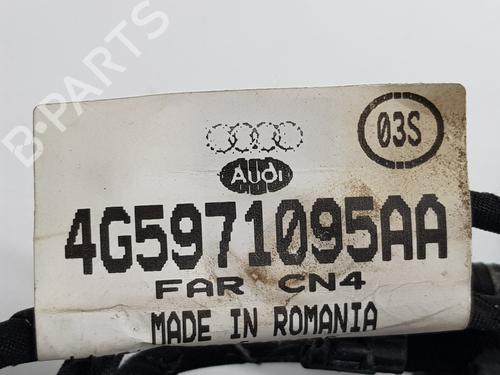 03S
Audi
4G5971095AA
FAR CN4
MADE IN ROMANIA
B-PARTS